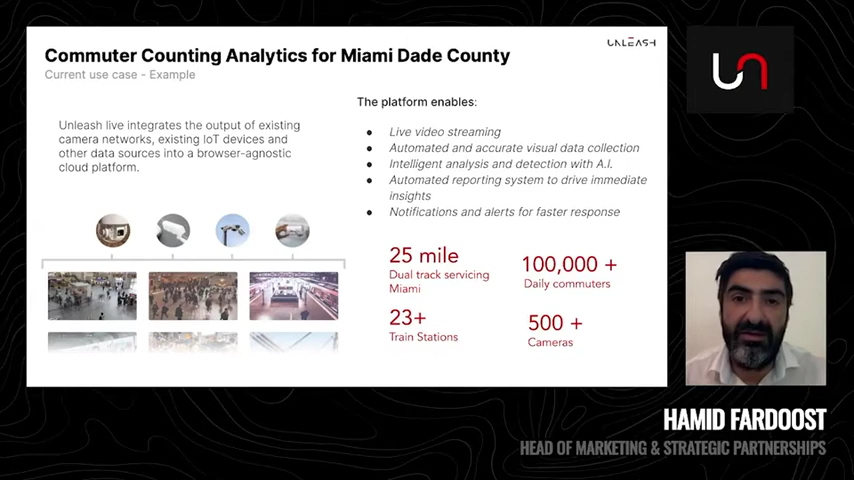 Commuter Counting Analytics for Miami Dade County
UNLEASH
Current use case - Example
Unleash live integrates the output of existing
camera networks, existing IoT devices and
other data sources into a browser-agnostic
cloud platform.
The platform enables:
● Live video streaming
● Automated and accurate visual data collection
● Intelligent analysis and detection with A.I.
● Automated reporting system to drive immediate
insights
● Notifications and alerts for faster response
25 mile
Dual track servicing
Miami
100,000 +
Daily commuters
23+
Train Stations
500 +
Cameras
un
HAMID FARDOOST
HEAD OF MARKETING & STRATEGIC PARTNERSHIPS